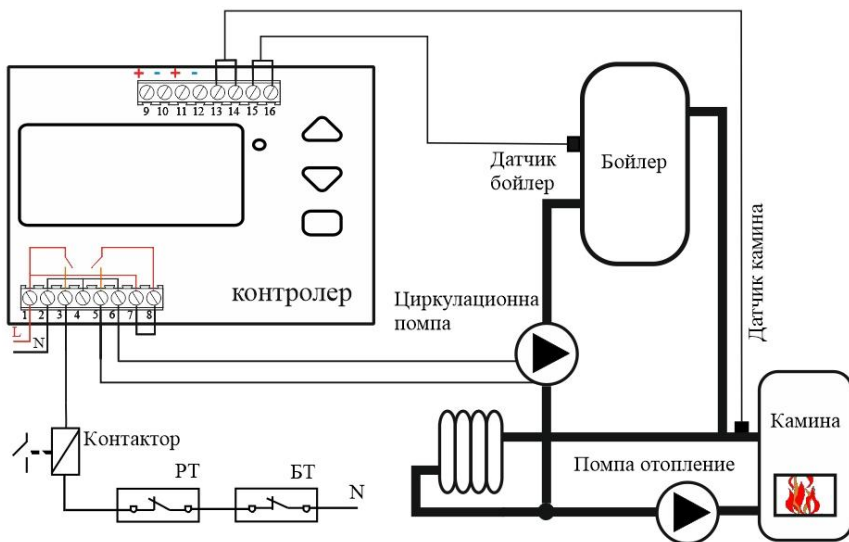 + - + -
9 10 11 12 13 14 15 16
Датчик
бойлер
Бойлер
контролер
1 2 3 4 5 6 7 8
L
N
Циркулационна
помпа
Датчик камина
Контактор
РТ
БТ
N
Помпа отопление
Камина